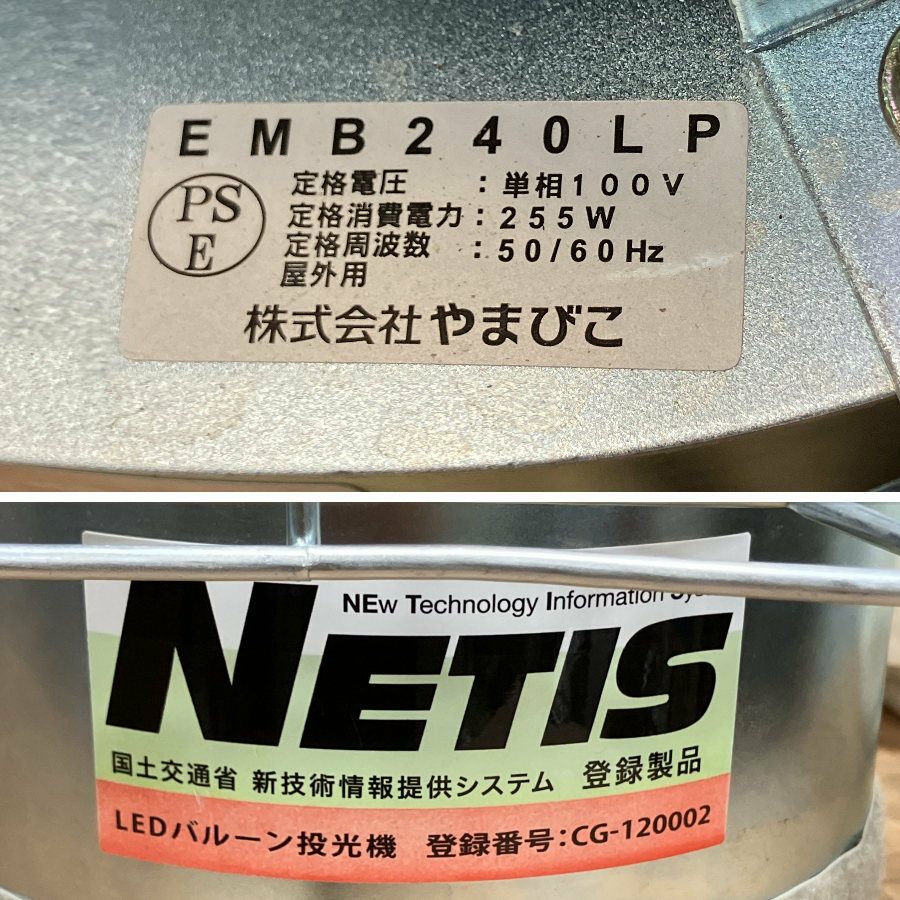 EMB240LP
PSE
定格電圧 : 単相100V
定格消費電力 : 255W
定格周波数 : 50/60Hz
屋外用
株式会社やまびこ
NEw Technology Information
NETIS
国土交通省 新技術情報提供システム 登録製品
LEDバルーン投光機 登録番号:CG-120002